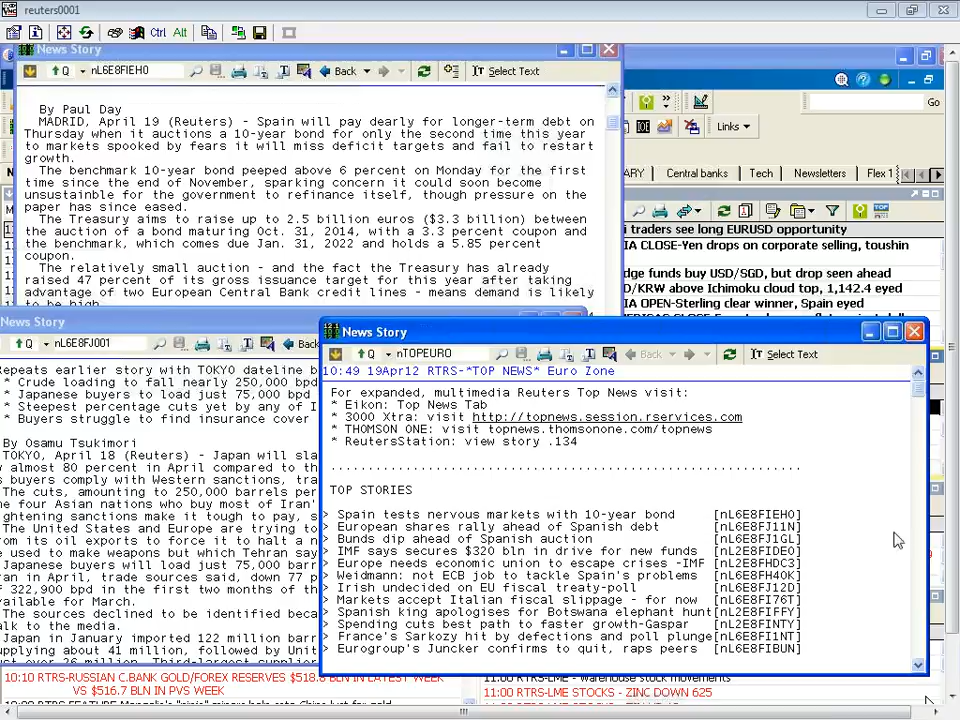 reuters0001
Ctrl Alt
News Story
Q nL6E8FIEH0 Back Select Text
By Paul Day
MADRID, April 19 (Reuters) - Spain will pay dearly for longer-term debt on
Thursday when it auctions a 10-year bond for only the second time this year
to markets spooked by fears it will miss deficit targets and fail to restart
growth.
The benchmark 10-year bond peeped above 6 percent on Monday for the first
time since the end of November, sparking concern it could soon become
unsustainble for the government to refinance itself, though pressure on the
paper has since eased.
The Treasury aims to raise up to 2.5 billion euros ($3.3 billion) between
the auction of a bond maturing Oct. 31, 2014, with a 3.3 percent coupon and
the benchmark, which comes due Jan. 31, 2022 and holds a 5.85 percent
coupon.
The relatively small auction - and the fact the Treasury has already
raised 47 percent of its gross issuance target for this year after taking
advantage of two European Central Bank credit lines - means demand is likely
to be high.
Go
Links
ARY Central banks Tech Newsletters Flex 1
i traders see long EURUSD opportunity
IA CLOSE-Yen drops on corporate selling, toushin
dge funds buy USD/SGD, but drop seen ahead
D/KRW above Ichimoku cloud top, 1,142.4 eyed
IA OPEN-Sterling clear winner, Spain eyed
News Story
Q nL6E8FJ001 Back
Repeats earlier story with TOKYO dateline
* Crude loading to fall nearly 250,000 bpd
* Japanese buyers to load just 75,000 bpd
* Steepest percentage cuts yet by any of I
* Buyers struggle to find insurance cover
By Osamu Tsukimori
TOKYO, April 18 (Reuters) - Japan will sla
almost 80 percent in April compared to th
buyers comply with Western sanctions, tra
The cuts, amounting to 250,000 barrels per
four Asian nations who buy most of Iran'
ghtening sanctions make it tough to pay, s
The United States and Europe are trying to
from its oil exports to force it to halt a n
used to make weapons but which Tehran say
Japanese buyers will load just 75,000 barr
ran in April, trade sources said, down 77 p
f 322,900 bpd in the first two months of th
vailable for March.
The sources declined to be identified becau
alk to the media.
Japan in January imported 122 million barr
upplying about 41 million, followed by Unit
News Story
Q nTOPEURO Back Select Text
10:49 19Apr12 RTRS-*TOP NEWS* Euro Zone
For expanded, multimedia Reuters Top News visit:
* Eikon: Top News Tab
* 3000 Xtra: visit http://topnews.session.rservices.com
* THOMSON ONE: visit topnews.thomsonone.com/topnews
* ReutersStation: view story .134
TOP STORIES
> Spain tests nervous markets with 10-year bond [nL6E8FIEH0]
> European shares rally ahead of Spanish debt [nL6E8FJ11N]
> Bunds dip ahead of Spanish auction [nL6E8FJ1GL]
> IMF says secures $320 bln in drive for new funds [nL2E8FIDE0]
> Europe needs economic union to escape crises -IMF [nL2E8FHDC3]
> Weidmann: not ECB job to tackle Spain's problems [nL6E8FH40K]
> Irish undecided on EU fiscal treaty-poll [nL6E8FJ12D]
> Markets accept Italian fiscal slippage - for now [nL6E8FI76T]
> Spanish king apologises for Botswana elephant hunt[nL6E8FIFFY]
> Spending cuts best path to faster growth-Gaspar [nL6E8FINTY]
> France's Sarkozy hit by defections and poll plunge[nL6E8FI1NT]
> Eurogroup's Juncker confirms to quit, raps peers [nL6E8FIBUN]
10:10 RTRS-RUSSIAN C.BANK GOLD/FOREX RESERVES $518.8 BLN IN LATEST WEEK
VS $516.7 BLN IN PVS WEEK
11:00 RTRS-LME - Warehouse stock movements
11:00 RTRS-LME STOCKS - ZINC DOWN 625